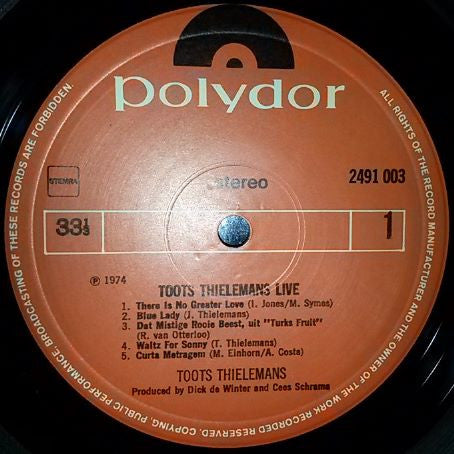 polydor
STEMRA
stereo
2491 003
33⅓
1
℗ 1974
TOOTS THIELEMANS LIVE
1. There Is No Greater Love (I. Jones/M. Symes)
2. Blue Lady (J. Thielemans)
3. Dat Mistige Rooie Beest, uit "Turks Fruit"
(R. van Otterloo)
4. Waltz For Sonny (T. Thielemans)
5. Curta Metragem (M. Einhorn/A. Costa)
TOOTS THIELEMANS
Produced by Dick de Winter and Cees Schrama
ALL RIGHTS OF THE RECORD MANUFACTURER AND OF THE OWNER OF THE WORK RECORDED RESERVED. COPYING, PUBLIC PERFORMANCE, BROADCASTING OF THESE RECORDS ARE FORBIDDEN.